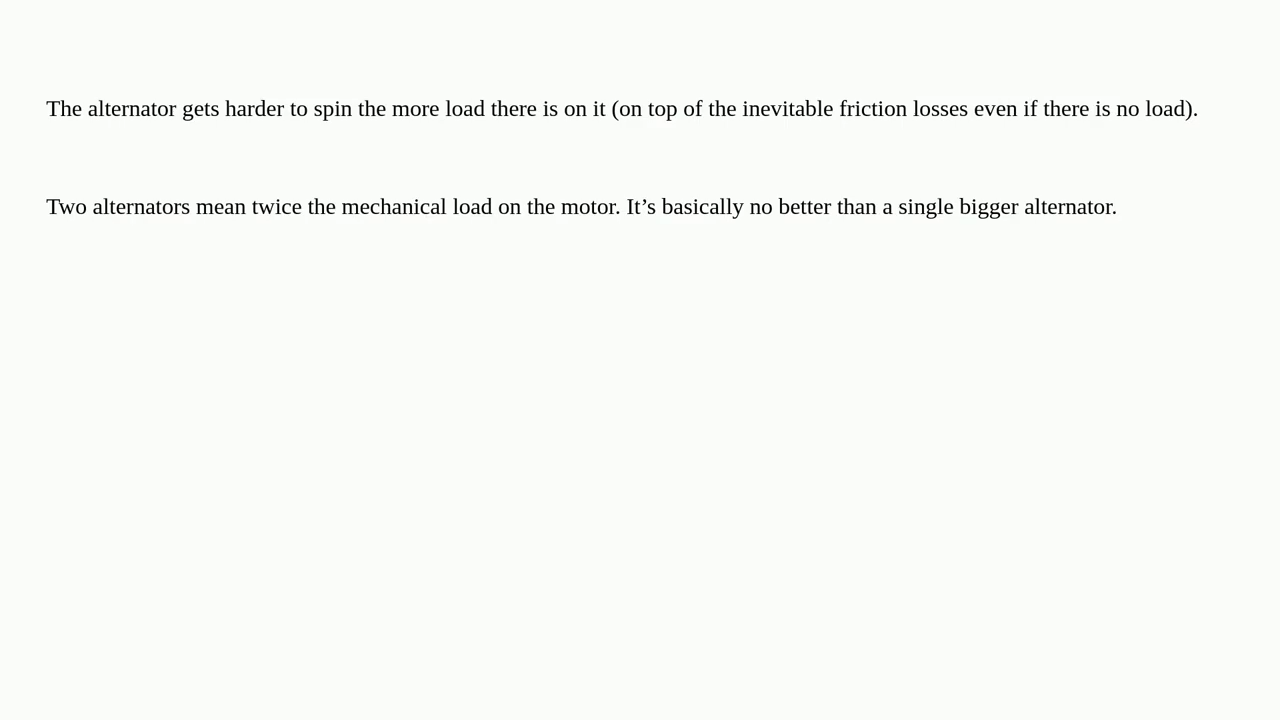 The alternator gets harder to spin the more load there is on it (on top of the inevitable friction losses even if there is no load).
Two alternators mean twice the mechanical load on the motor. It’s basically no better than a single bigger alternator.